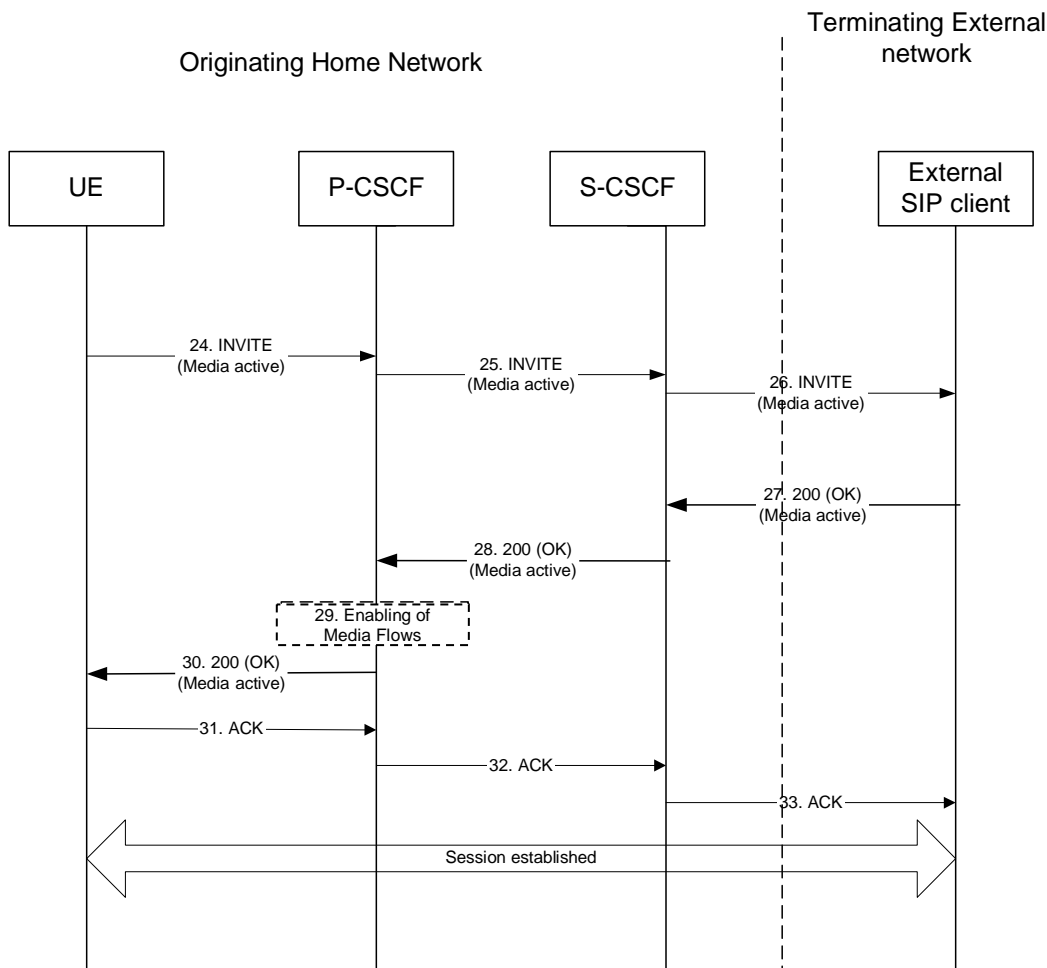 Terminating External
network
Originating Home Network
UE
P-CSCF
S-CSCF
External
SIP client
24. INVITE
(Media active)
25. INVITE
(Media active)
26. INVITE
(Media active)
27. 200 (OK)
(Media active)
28. 200 (OK)
(Media active)
29. Enabling of
Media Flows
30. 200 (OK)
(Media active)
31. ACK
32. ACK
33. ACK
Session established